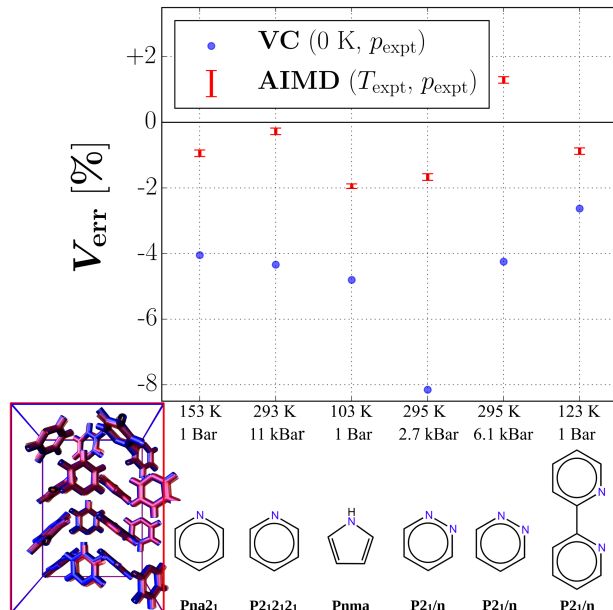 VC (0 K, p_expt)
AIMD (T_expt, p_expt)
V_err [%]
+2
0
-2
-4
-6
-8
153 K 293 K 103 K 295 K 295 K 123 K
1 Bar 11 kBar 1 Bar 2.7 kBar 6.1 kBar 1 Bar
N N H N N N N N N N
Pna2₁ P2₁2₁2₁ Pnma P2₁/n P2₁/n P2₁/n